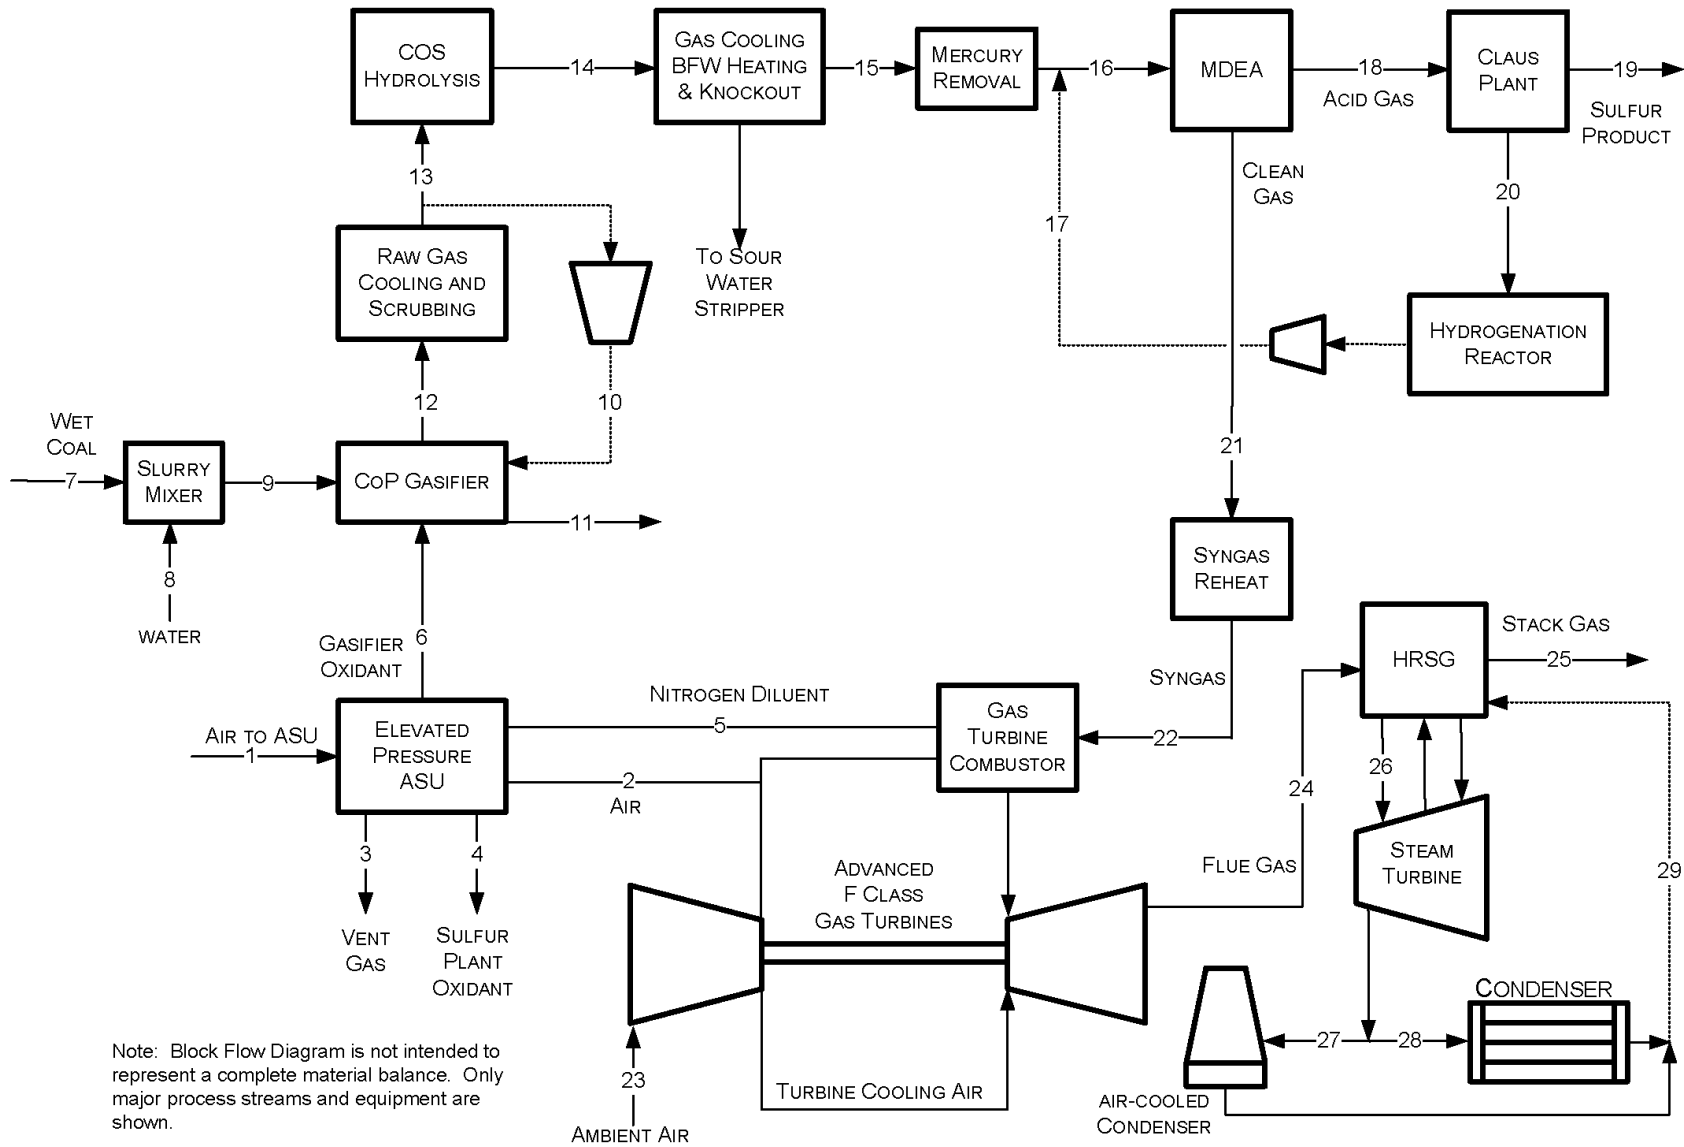 COS
HYDROLYSIS
14
GAS COOLING
BFW HEATING
& KNOCKOUT
15
MERCURY
REMOVAL
16
MDEA
18
ACID GAS
CLAUS
PLANT
19
SULFUR
PRODUCT
13
CLEAN
GAS
20
17
RAW GAS
COOLING AND
SCRUBBING
TO SOUR
WATER
STRIPPER
HYDROGENATION
REACTOR
12
10
21
WET
COAL
7
SLURRY
MIXER
9
COP GASIFIER
11
8
WATER
SYNGAS
REHEAT
GASIFIER
OXIDANT
6
HRSG
STACK GAS
25
AIR TO ASU
1
ELEVATED
PRESSURE
ASU
NITROGEN DILUENT
5
2
AIR
GAS
TURBINE
COMBUSTOR
SYNGAS
22
24
26
3
4
VENT
GAS
SULFUR
PLANT
OXIDANT
ADVANCED
F CLASS
GAS TURBINES
FLUE GAS
STEAM
TURBINE
29
23
AMBIENT AIR
TURBINE COOLING AIR
27
28
CONDENSER
AIR-COOLED
CONDENSER
Note: Block Flow Diagram is not intended to
represent a complete material balance. Only
major process streams and equipment are
shown.